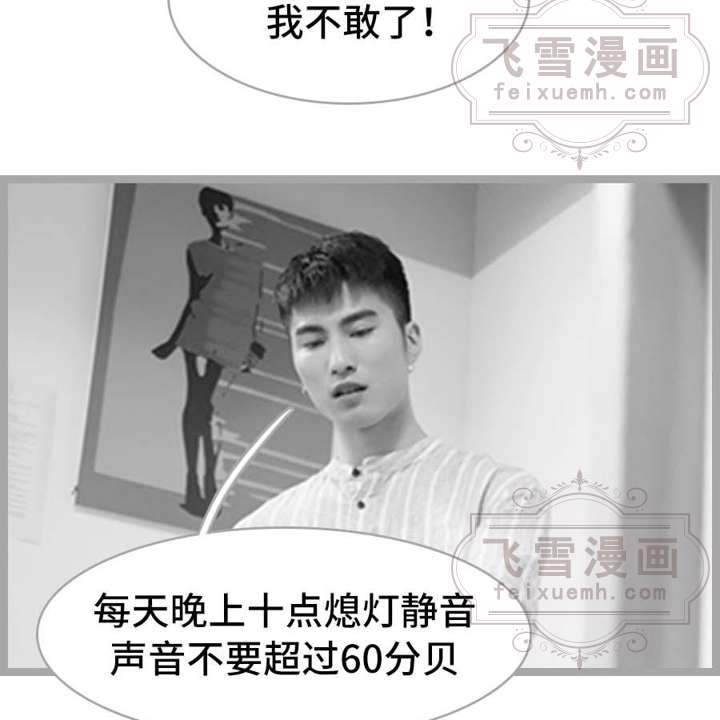 我不敢了！
飞雪漫画
feixuemh.com
每天晚上十点熄灯静音
声音不要超过60分贝
飞雪漫画
feixuemh.com